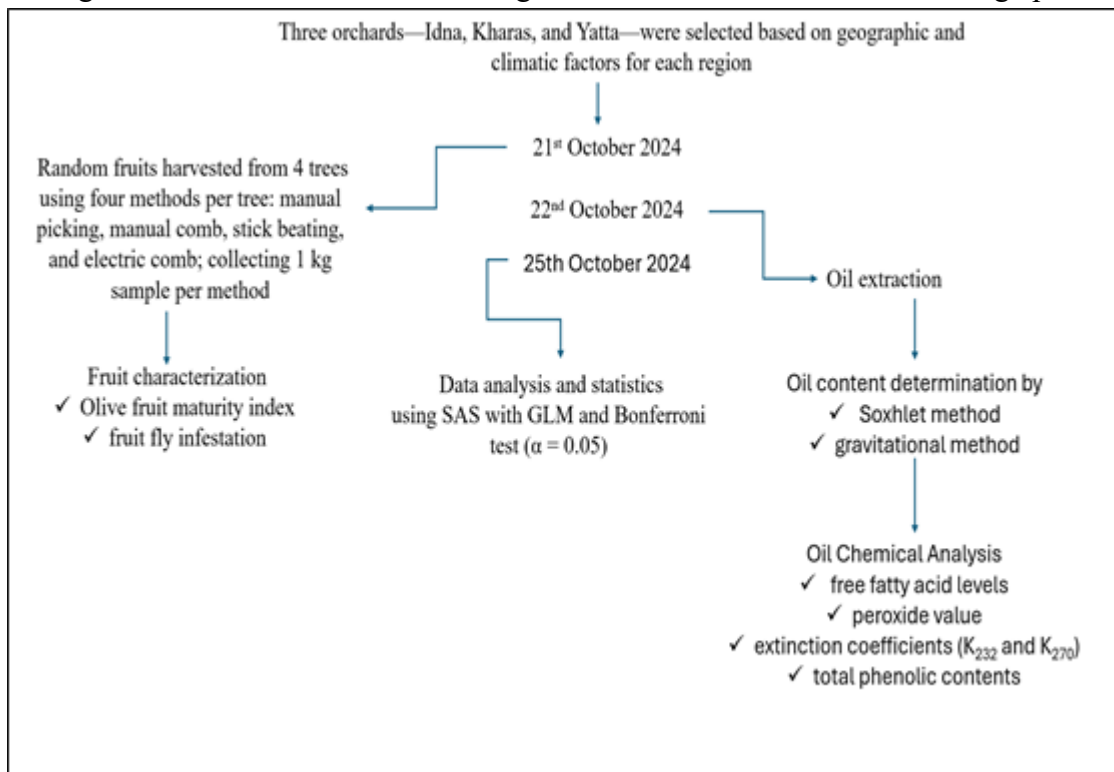 Three orchards—Idna, Kharas, and Yatta—were selected based on geographic and
climatic factors for each region
21st October 2024
Random fruits harvested from 4 trees
using four methods per tree: manual
picking, manual comb, stick beating,
and electric comb; collecting 1 kg
sample per method
22nd October 2024
25th October 2024
Oil extraction
Fruit characterization
✓ Olive fruit maturity index
✓ fruit fly infestation
Data analysis and statistics
using SAS with GLM and Bonferroni
test (α = 0.05)
Oil content determination by
✓ Soxhlet method
✓ gravitational method
Oil Chemical Analysis
✓ free fatty acid levels
✓ peroxide value
✓ extinction coefficients (K232 and K270)
✓ total phenolic contents